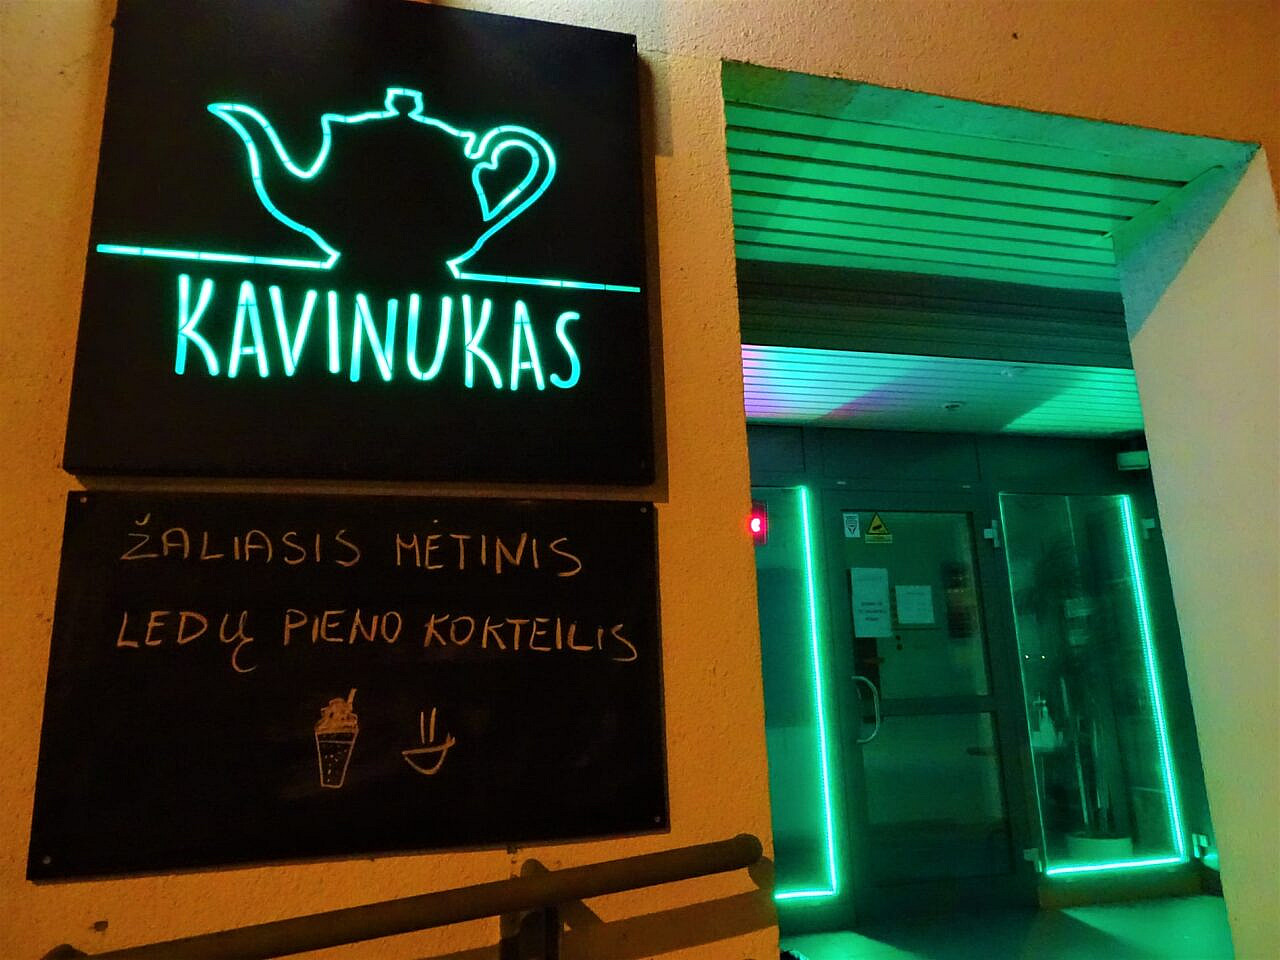 KAVINUKAS
ŽALIASIS MĖTINIS
LEDŲ PIENO KOKTEILIS